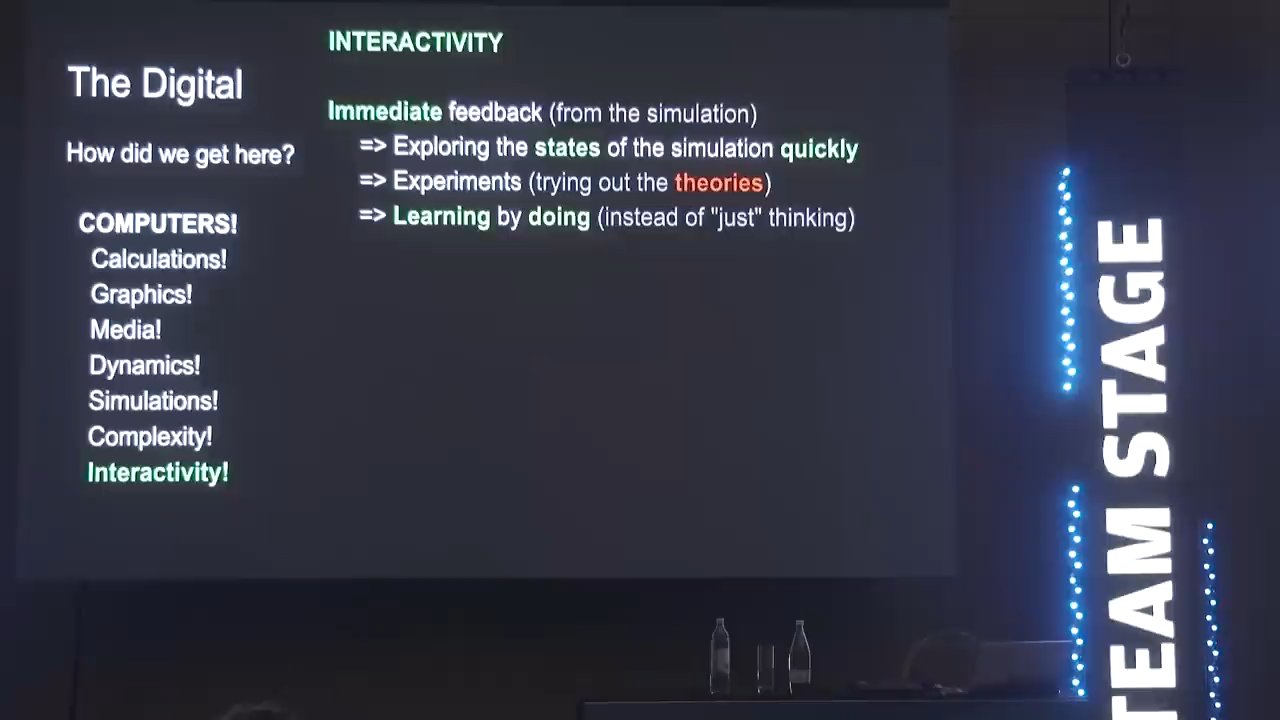 The Digital
How did we get here?
COMPUTERS!
Calculations!
Graphics!
Media!
Dynamics!
Simulations!
Complexity!
Interactivity!
INTERACTIVITY
Immediate feedback (from the simulation)
=> Exploring the states of the simulation quickly
=> Experiments (trying out the theories)
=> Learning by doing (instead of "just" thinking)
TEAM STAGE